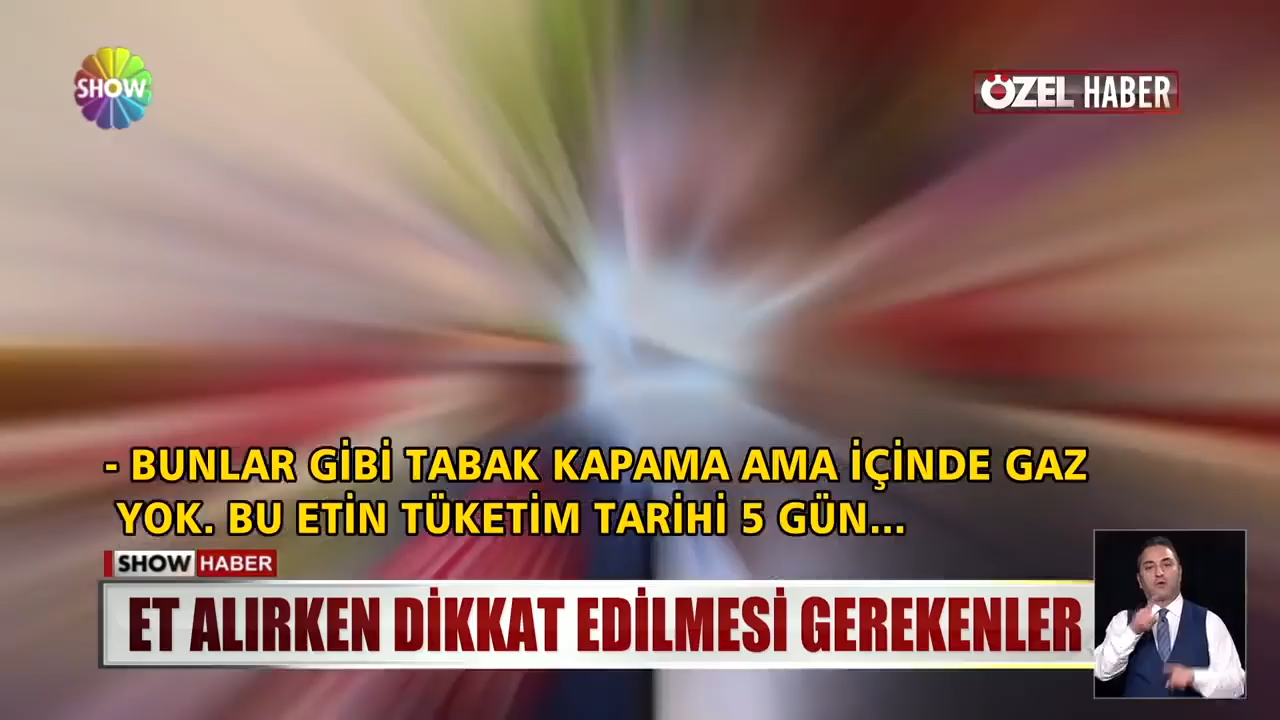 SHOW
ÖZEL HABER
- BUNLAR GİBİ TABAK KAPAMA AMA İÇİNDE GAZ
YOK. BU ETİN TÜKETİM TARİHİ 5 GÜN...
SHOW HABER
ET ALIRKEN DİKKAT EDİLMESİ GEREKENLER